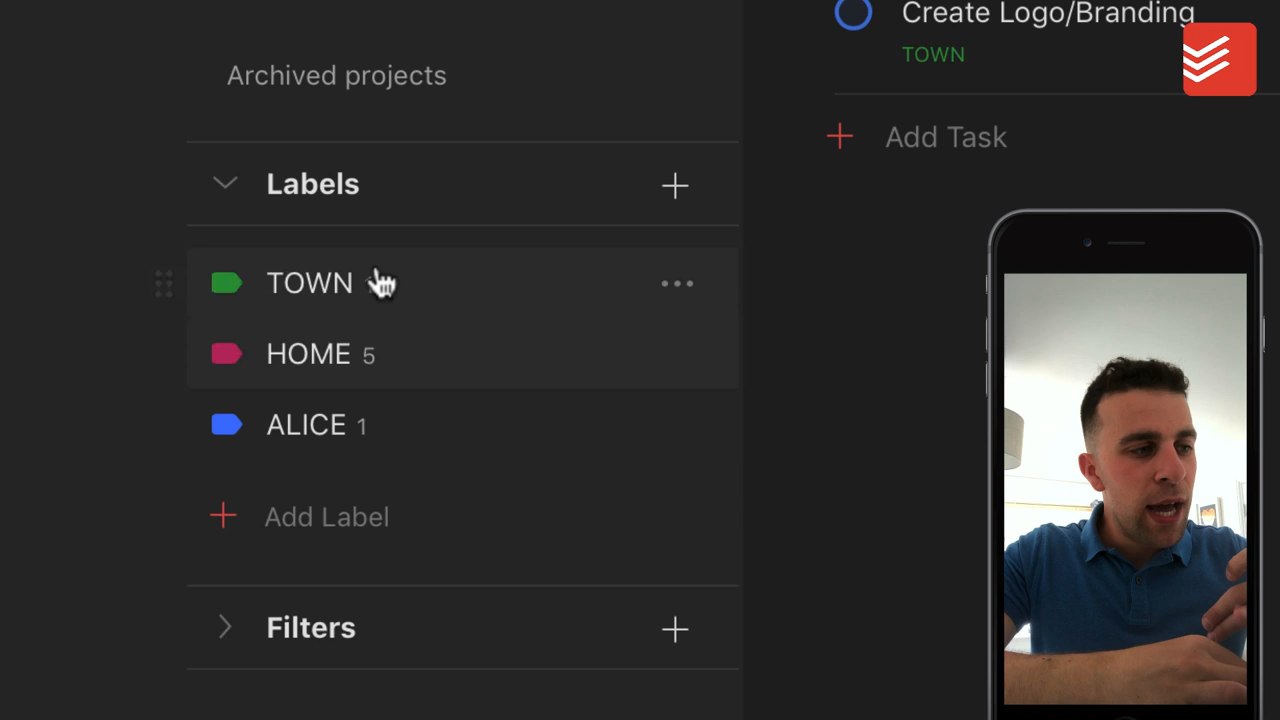 Archived projects
Labels
TOWN
HOME 5
ALICE 1
Add Label
Filters
Create Logo/Branding
TOWN
Add Task